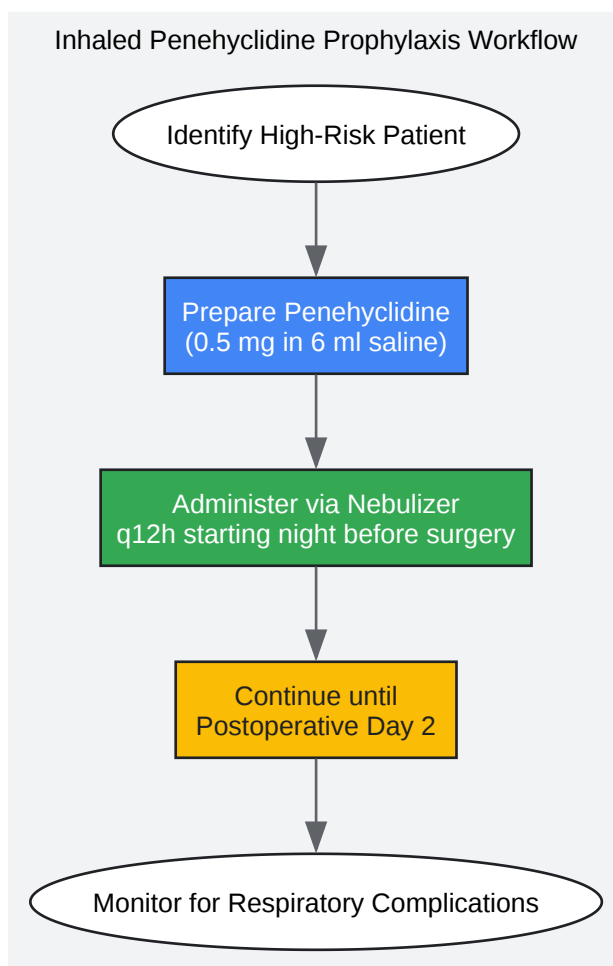 Inhaled Penehyclidine Prophylaxis Workflow
Identify High-Risk Patient
Prepare Penehyclidine
(0.5 mg in 6 ml saline)
Administer via Nebulizer
q12h starting night before surgery
Continue until
Postoperative Day 2
Monitor for Respiratory Complications